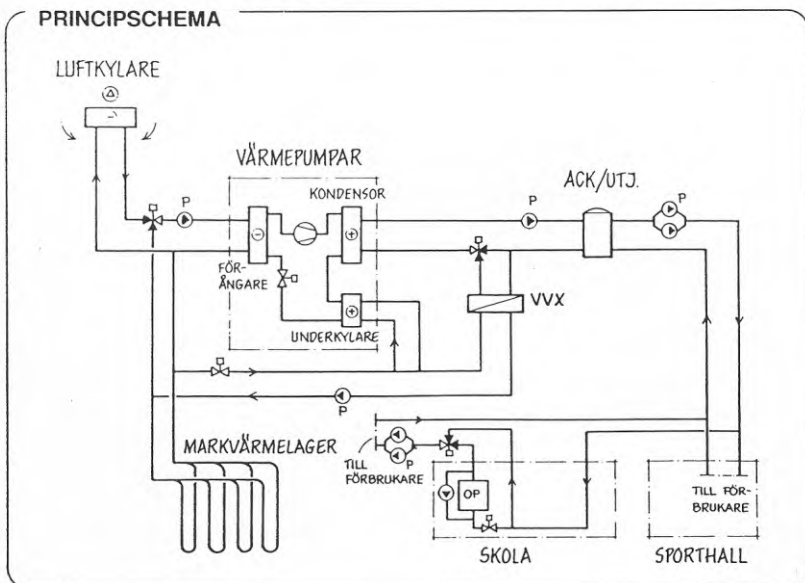 PRINCIPSCHEMA
LUFTKYLARE
VÄRMEPUMPAR
KONDENSOR
ACK/UTJ.
P
P
P
FÖR-
ÅNGARE
UNDERKYLARE
VVX
P
MARKVÄRMELAGER
TILL
FÖRBRUKARE
P
OP
SKOLA
TILL FÖR-
BRUKARE
SPORTHALL